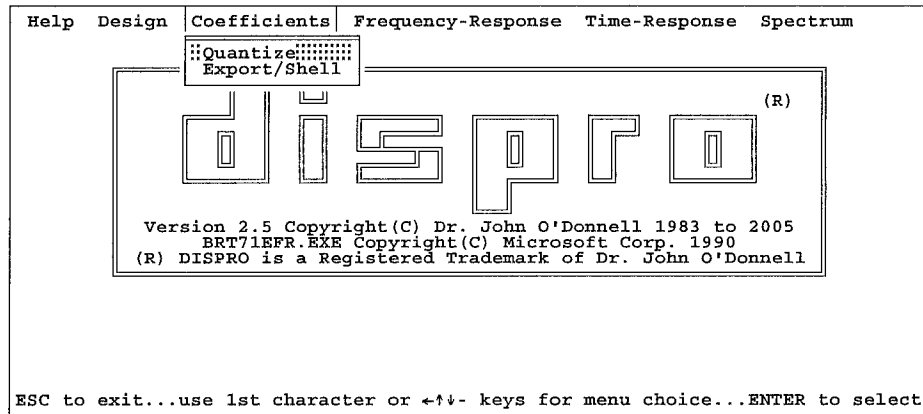 Help Design Coefficients Frequency-Response Time-Response Spectrum
Quantize
Export/Shell
dispro
(R)
Version 2.5 Copyright(C) Dr. John O'Donnell 1983 to 2005
BRT71EFR.EXE Copyright(C) Microsoft Corp. 1990
(R) DISPRO is a Registered Trademark of Dr. John O'Donnell
ESC to exit...use 1st character or ←↑↓- keys for menu choice...ENTER to select